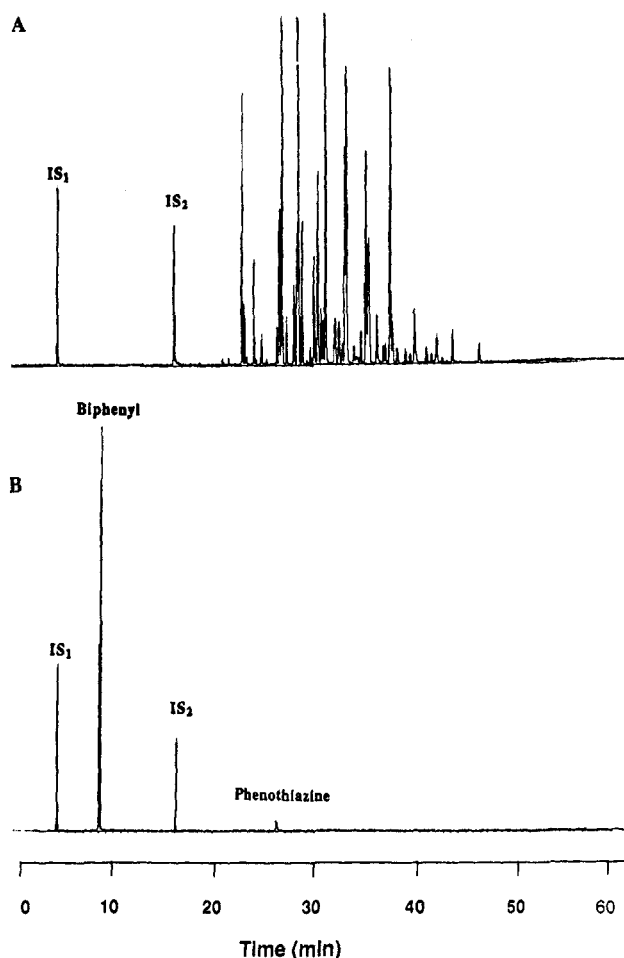 A
IS₁
IS₂
Biphenyl
B
IS₁
IS₂
Phenothiazine
0 10 20 30 40 50 60
Time (min)